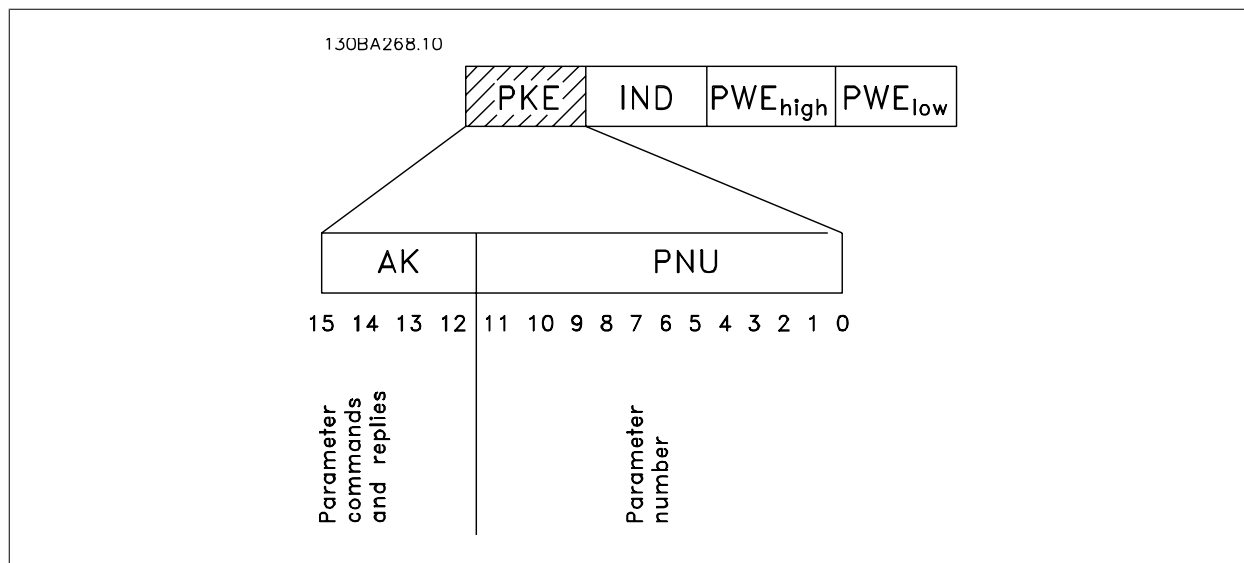 130BA268.10
PKE IND PWEhigh PWElow
AK PNU
15 14 13 12 11 10 9 8 7 6 5 4 3 2 1 0
Parameter
commands
and replies
Parameter
number